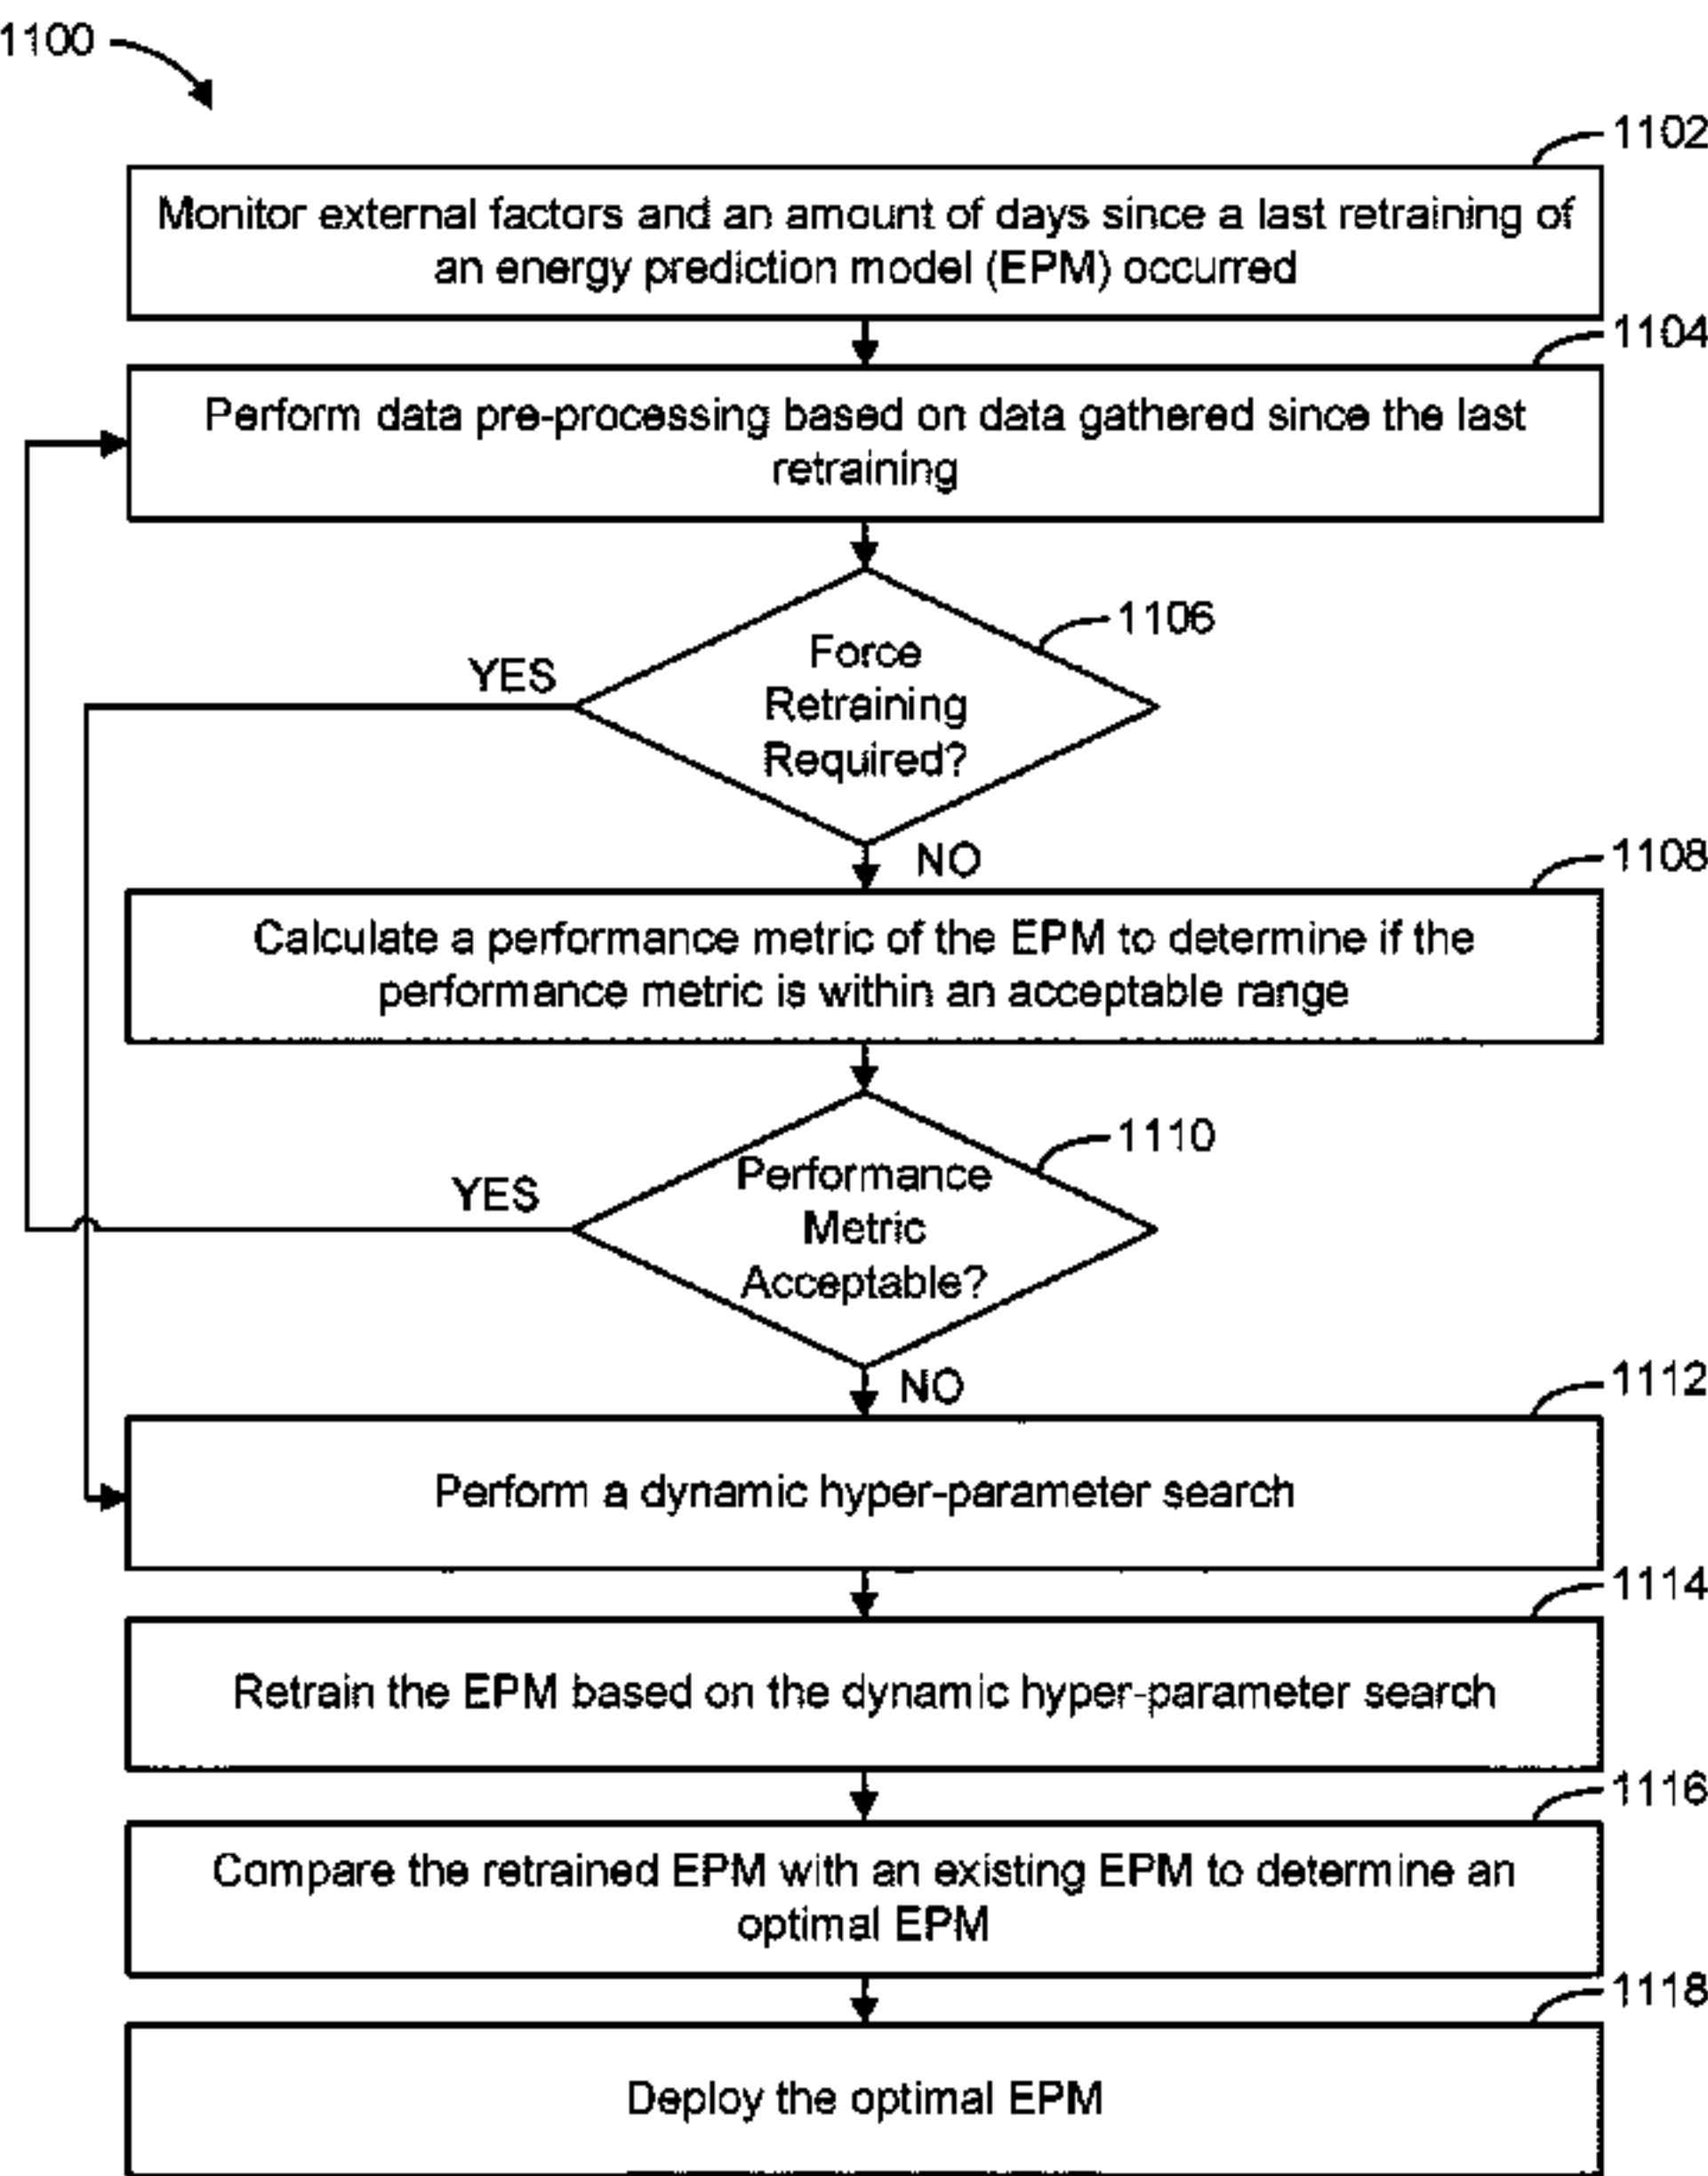 1100
1102
Monitor external factors and an amount of days since a last retraining of
an energy prediction model (EPM) occurred
1104
Perform data pre-processing based on data gathered since the last
retraining
1106
Force
Retraining
Required?
YES
NO
1108
Calculate a performance metric of the EPM to determine if the
performance metric is within an acceptable range
1110
Performance
Metric
Acceptable?
YES
NO
1112
Perform a dynamic hyper-parameter search
1114
Retrain the EPM based on the dynamic hyper-parameter search
1116
Compare the retrained EPM with an existing EPM to determine an
optimal EPM
1118
Deploy the optimal EPM